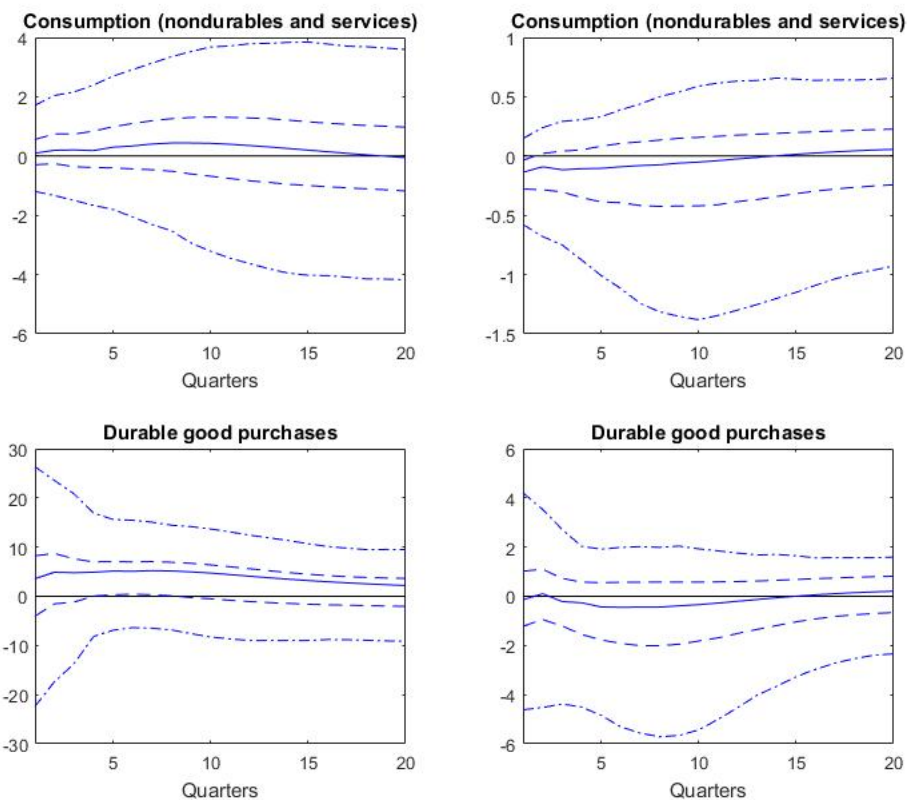 Consumption (nondurables and services)
4
2
0
-2
-4
-6
5 10 15 20
Quarters
Consumption (nondurables and services)
1
0.5
0
-0.5
-1
-1.5
5 10 15 20
Quarters
Durable good purchases
30
20
10
0
-10
-20
-30
5 10 15 20
Quarters
Durable good purchases
6
4
2
0
-2
-4
-6
5 10 15 20
Quarters